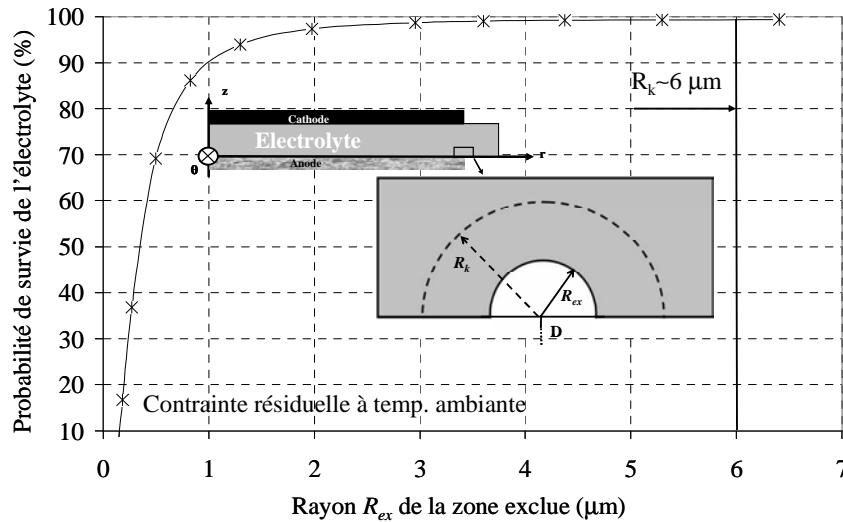 Probabilité de survie de l'électrolyte (%)
100
90
80
70
60
50
40
30
20
10
z
Cathode
Electrolyte
Anode
θ
r
R_k~6 μm
R_k
R_ex
D
Contrainte résiduelle à temp. ambiante
0 1 2 3 4 5 6 7
Rayon R_ex de la zone exclue (μm)